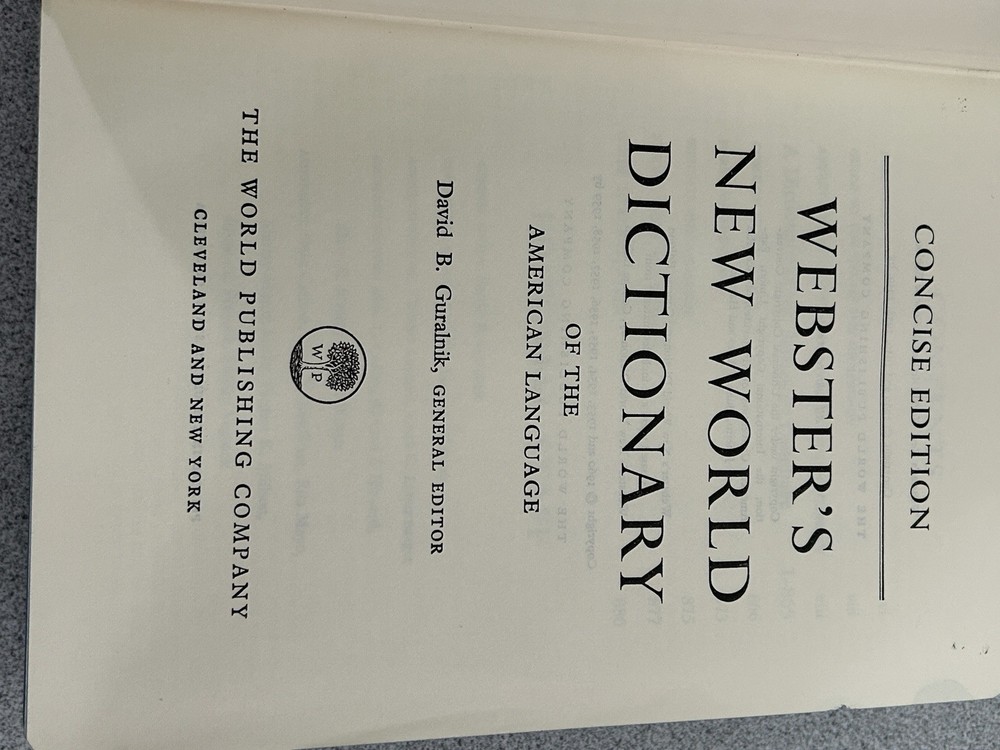 CONCISE EDITION
WEBSTER'S
NEW WORLD
DICTIONARY
OF THE
AMERICAN LANGUAGE
David B. Guralnik, GENERAL EDITOR
W P
THE WORLD PUBLISHING COMPANY
CLEVELAND AND NEW YORK